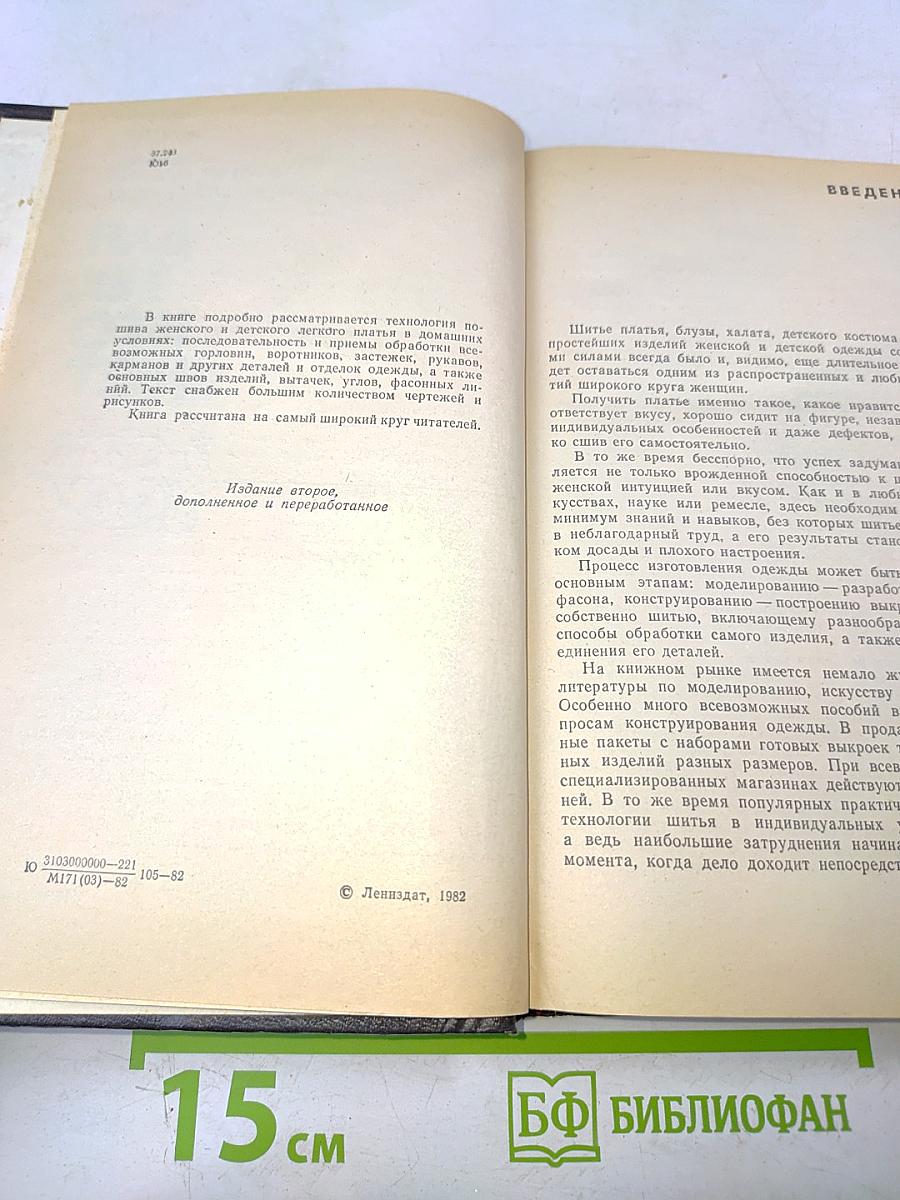 37.243
Ю16
В книге подробно рассматривается технология по-
шива женского и детского легкого платья в домашних
условиях: последовательность и приемы обработки все-
возможных горловин, воротников, застежек, рукавов,
карманов и других деталей и отделок одежды, а также
основных швов изделий, вытачек, углов, фасонных ли-
ний. Текст снабжен большим количеством чертежей и
рисунков.
Книга рассчитана на самый широкий круг читателей.
Издание второе,
дополненное и переработанное
Ю 3103000000—221
М171(03)—82 105—82
© Лениздат, 1982
ВВЕДЕН
Шитье платья, блузы, халата, детского костюма
простейших изделий женской и детской одежды со
ми силами всегда было и, видимо, еще длительное
дет оставаться одним из распространенных и люб
тий широкого круга женщин.
Получить платье именно такое, какое нравитс
ответствует вкусу, хорошо сидит на фигуре, незав
индивидуальных особенностей и даже дефектов,
ко сшив его самостоятельно.
В то же время бесспорно, что успех задума
ляется не только врожденной способностью к ш
женской интуицией или вкусом. Как и в люб
кусствах, науке или ремесле, здесь необходим
минимум знаний и навыков, без которых шитье
в неблагодарный труд, а его результаты стано
ком досады и плохого настроения.
Процесс изготовления одежды может быть
основным этапам: моделированию — разработ
фасона, конструированию — построению выкр
собственно шитью, включающему разнообра
способы обработки самого изделия, а также
единения его деталей.
На книжном рынке имеется немало жу
литературы по моделированию, искусству
Особенно много всевозможных пособий в
просам конструирования одежды. В прода
ные пакеты с наборами готовых выкроек т
ных изделий разных размеров. При всев
специализированных магазинах действуют
ней. В то же время популярных практич
технологии шитья в индивидуальных у
а ведь наибольшие затруднения начина
момента, когда дело доходит непосредст
15 см
БФ БИБЛИОФАН